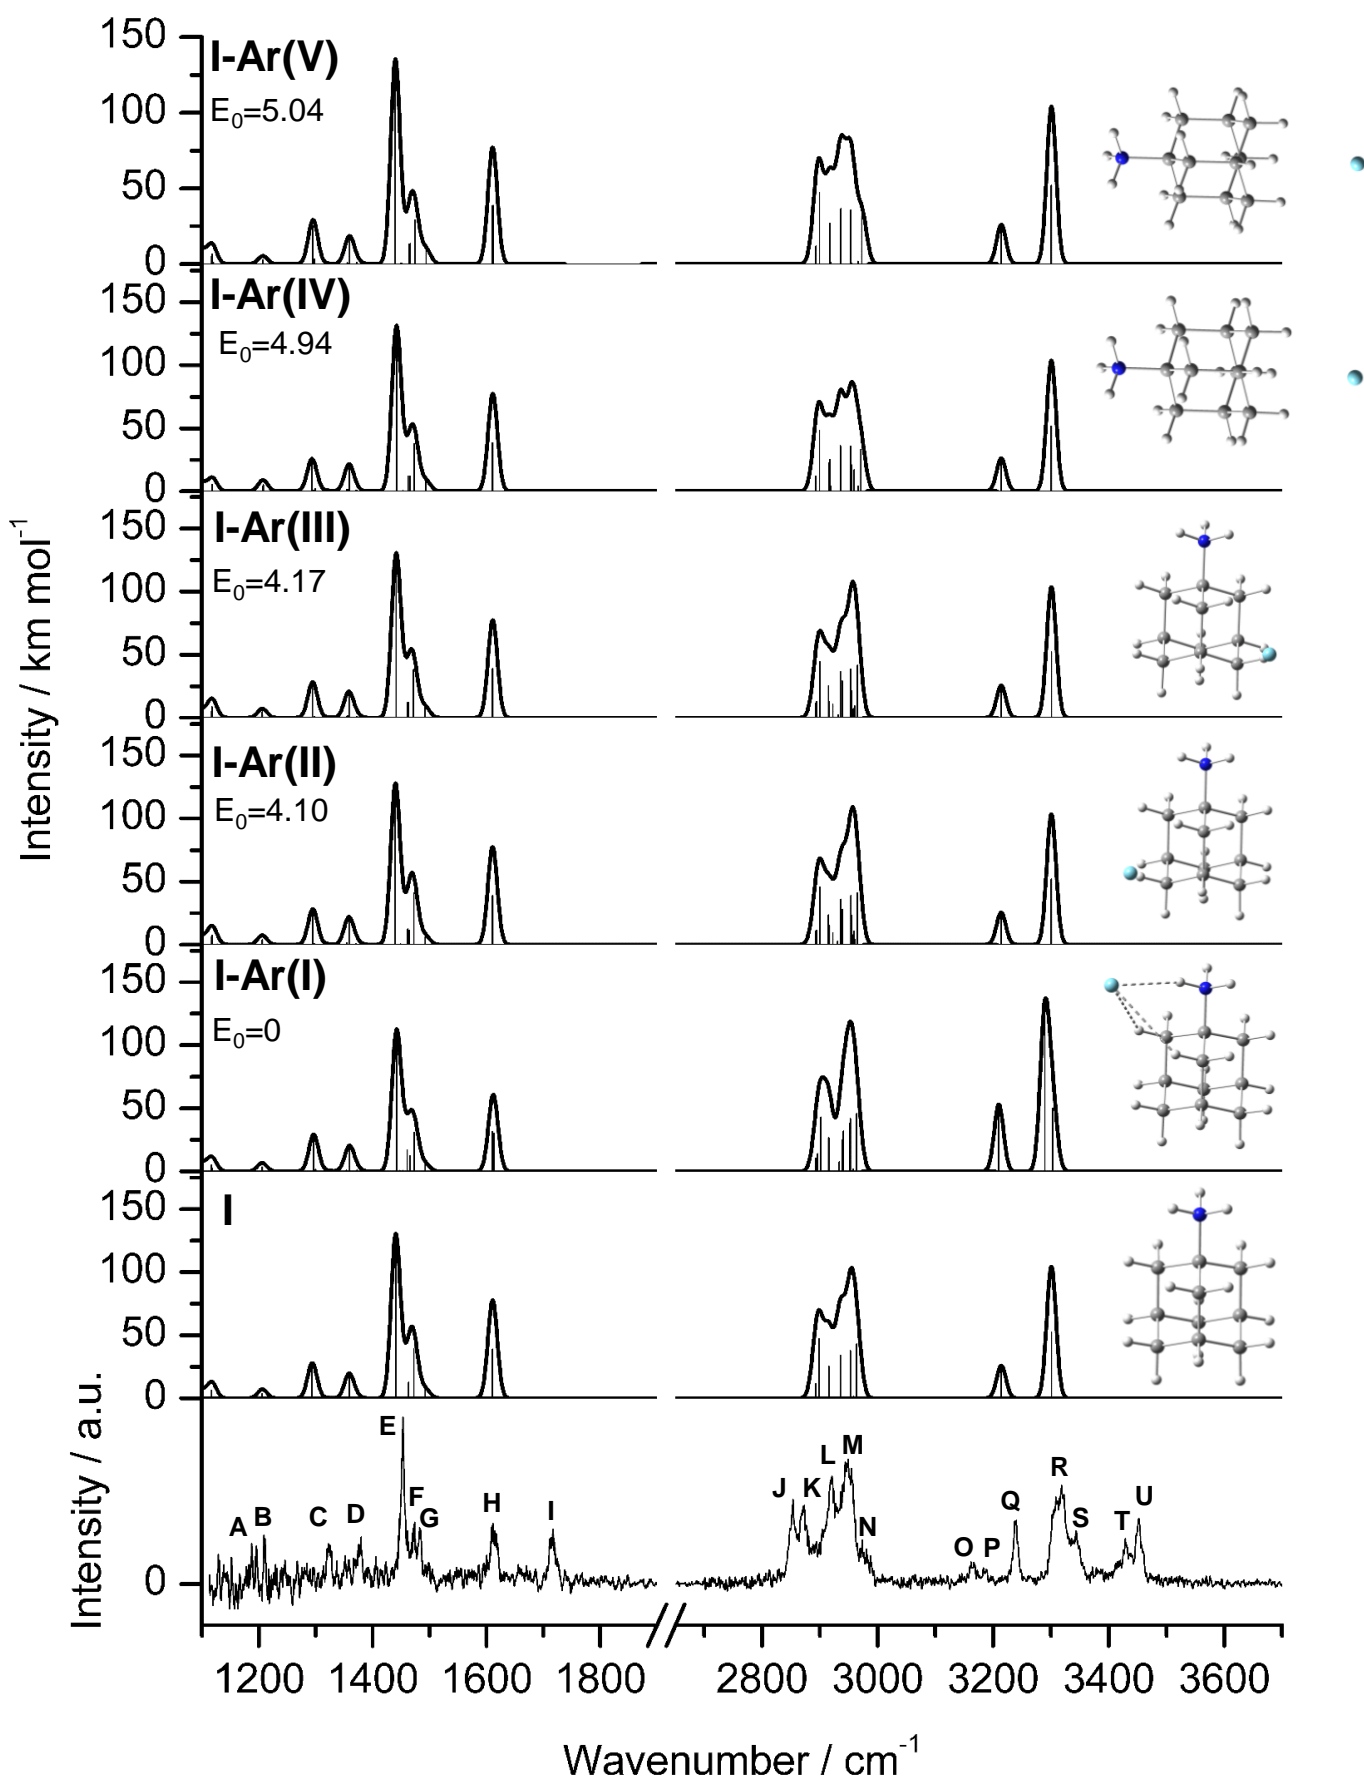 150
I-Ar(V)
E0=5.04
100
50
0
I-Ar(IV)
150
E0=4.94
100
50
0
I-Ar(III)
150
E0=4.17
100
50
0
I-Ar(II)
150
E0=4.10
100
50
0
I-Ar(I)
150
E0=0
100
50
0
I
150
100
50
0
Intensity / km mol-1
E
F
G
A
B
C
D
H
I
J
K
L
M
N
O
P
Q
R
S
T
U
0
Intensity / a.u.
1200 1400 1600 1800 2800 3000 3200 3400 3600
Wavenumber / cm-1